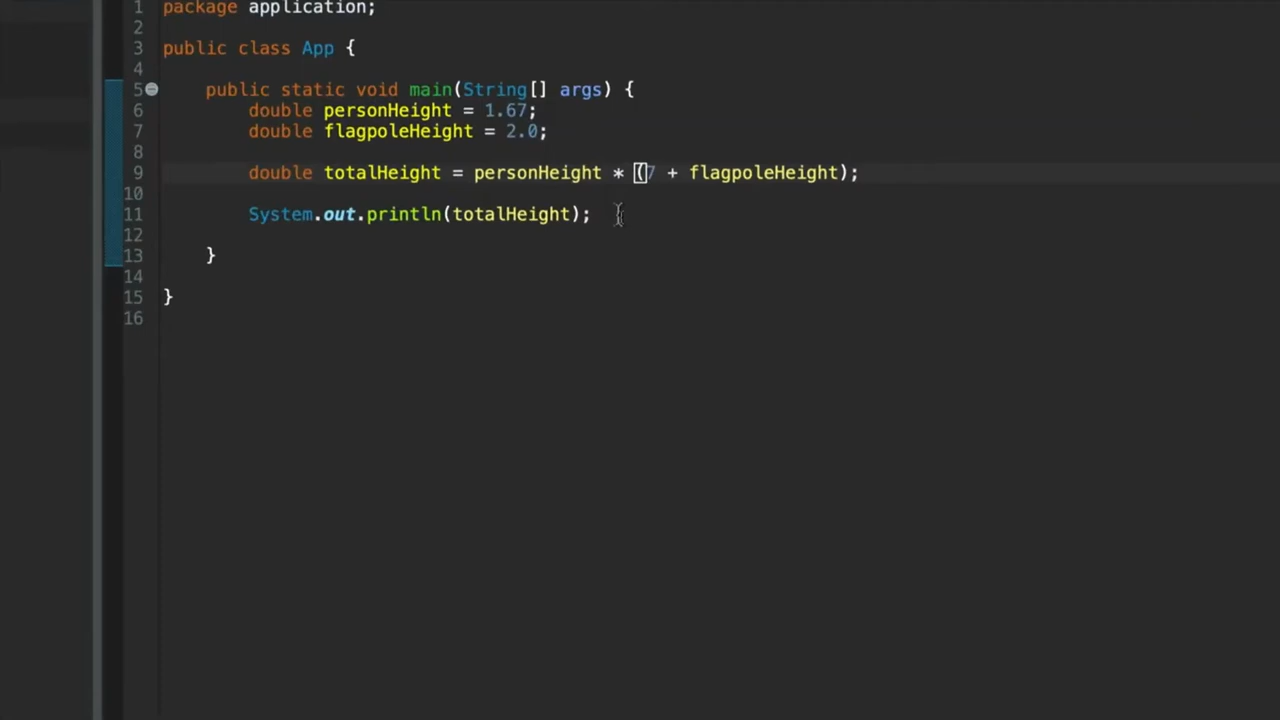 1 package application;
2
3 public class App {
4
5 public static void main(String[] args) {
6 double personHeight = 1.67;
7 double flagpoleHeight = 2.0;
8
9 double totalHeight = personHeight * (7 + flagpoleHeight);
10
11 System.out.println(totalHeight);
12
13 }
14
15 }
16